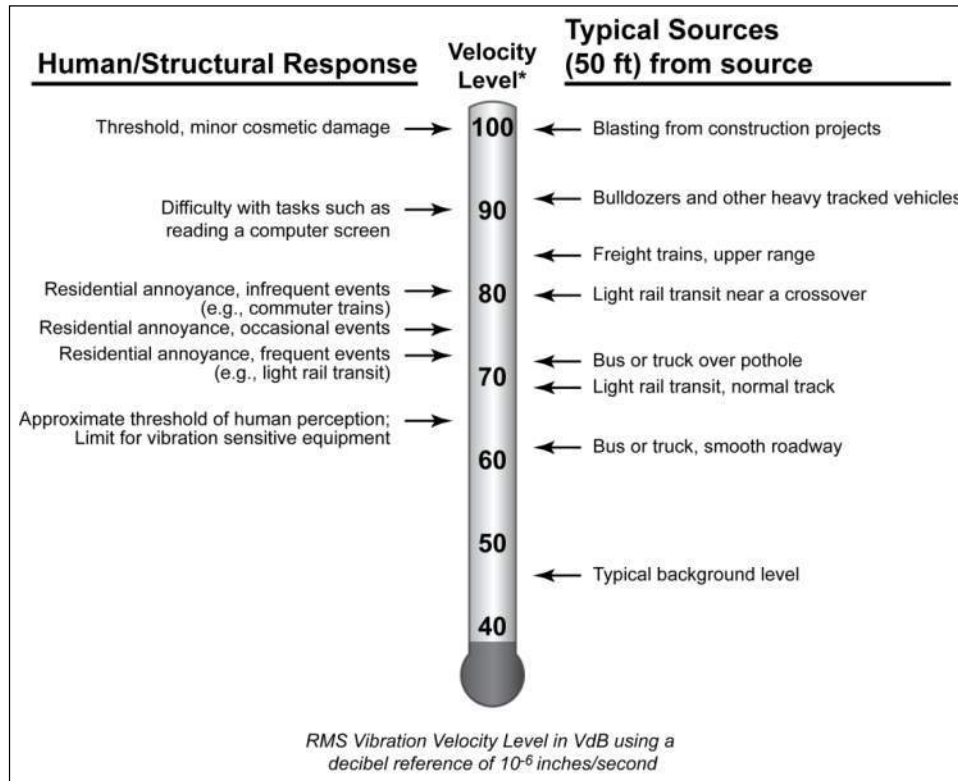 Human/Structural Response
Velocity
Level*
Typical Sources
(50 ft) from source
Threshold, minor cosmetic damage
100
Blasting from construction projects
Difficulty with tasks such as
reading a computer screen
90
Bulldozers and other heavy tracked vehicles
Freight trains, upper range
Residential annoyance, infrequent events
(e.g., commuter trains)
80
Light rail transit near a crossover
Residential annoyance, occasional events
Residential annoyance, frequent events
(e.g., light rail transit)
Bus or truck over pothole
70
Light rail transit, normal track
Approximate threshold of human perception;
Limit for vibration sensitive equipment
Bus or truck, smooth roadway
60
50
Typical background level
40
RMS Vibration Velocity Level in VdB using a
decibel reference of 10⁻⁶ inches/second